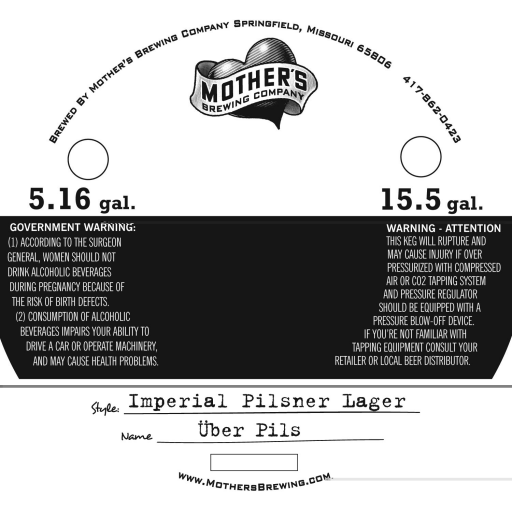 Brewed By Mother's Brewing Company Springfield, Missouri 65806 417-862-0423
MOTHER'S
BREWING COMPANY
5.16 gal.
15.5 gal.
GOVERNMENT WARNING:
(1) ACCORDING TO THE SURGEON
GENERAL, WOMEN SHOULD NOT
DRINK ALCOHOLIC BEVERAGES
DURING PREGNANCY BECAUSE OF
THE RISK OF BIRTH DEFECTS.
(2) CONSUMPTION OF ALCOHOLIC
BEVERAGES IMPAIRS YOUR ABILITY TO
DRIVE A CAR OR OPERATE MACHINERY,
AND MAY CAUSE HEALTH PROBLEMS.
WARNING - ATTENTION
THIS KEG WILL RUPTURE AND
MAY CAUSE INJURY IF OVER
PRESSURIZED WITH COMPRESSED
AIR OR CO2 TAPPING SYSTEM
AND PRESSURE REGULATOR
SHOULD BE EQUIPPED WITH A
PRESSURE BLOW-OFF DEVICE.
IF YOU'RE NOT FAMILIAR WITH
TAPPING EQUIPMENT CONSULT YOUR
RETAILER OR LOCAL BEER DISTRIBUTOR.
Style: Imperial Pilsner Lager
Name Über Pils
www.MothersBrewing.com